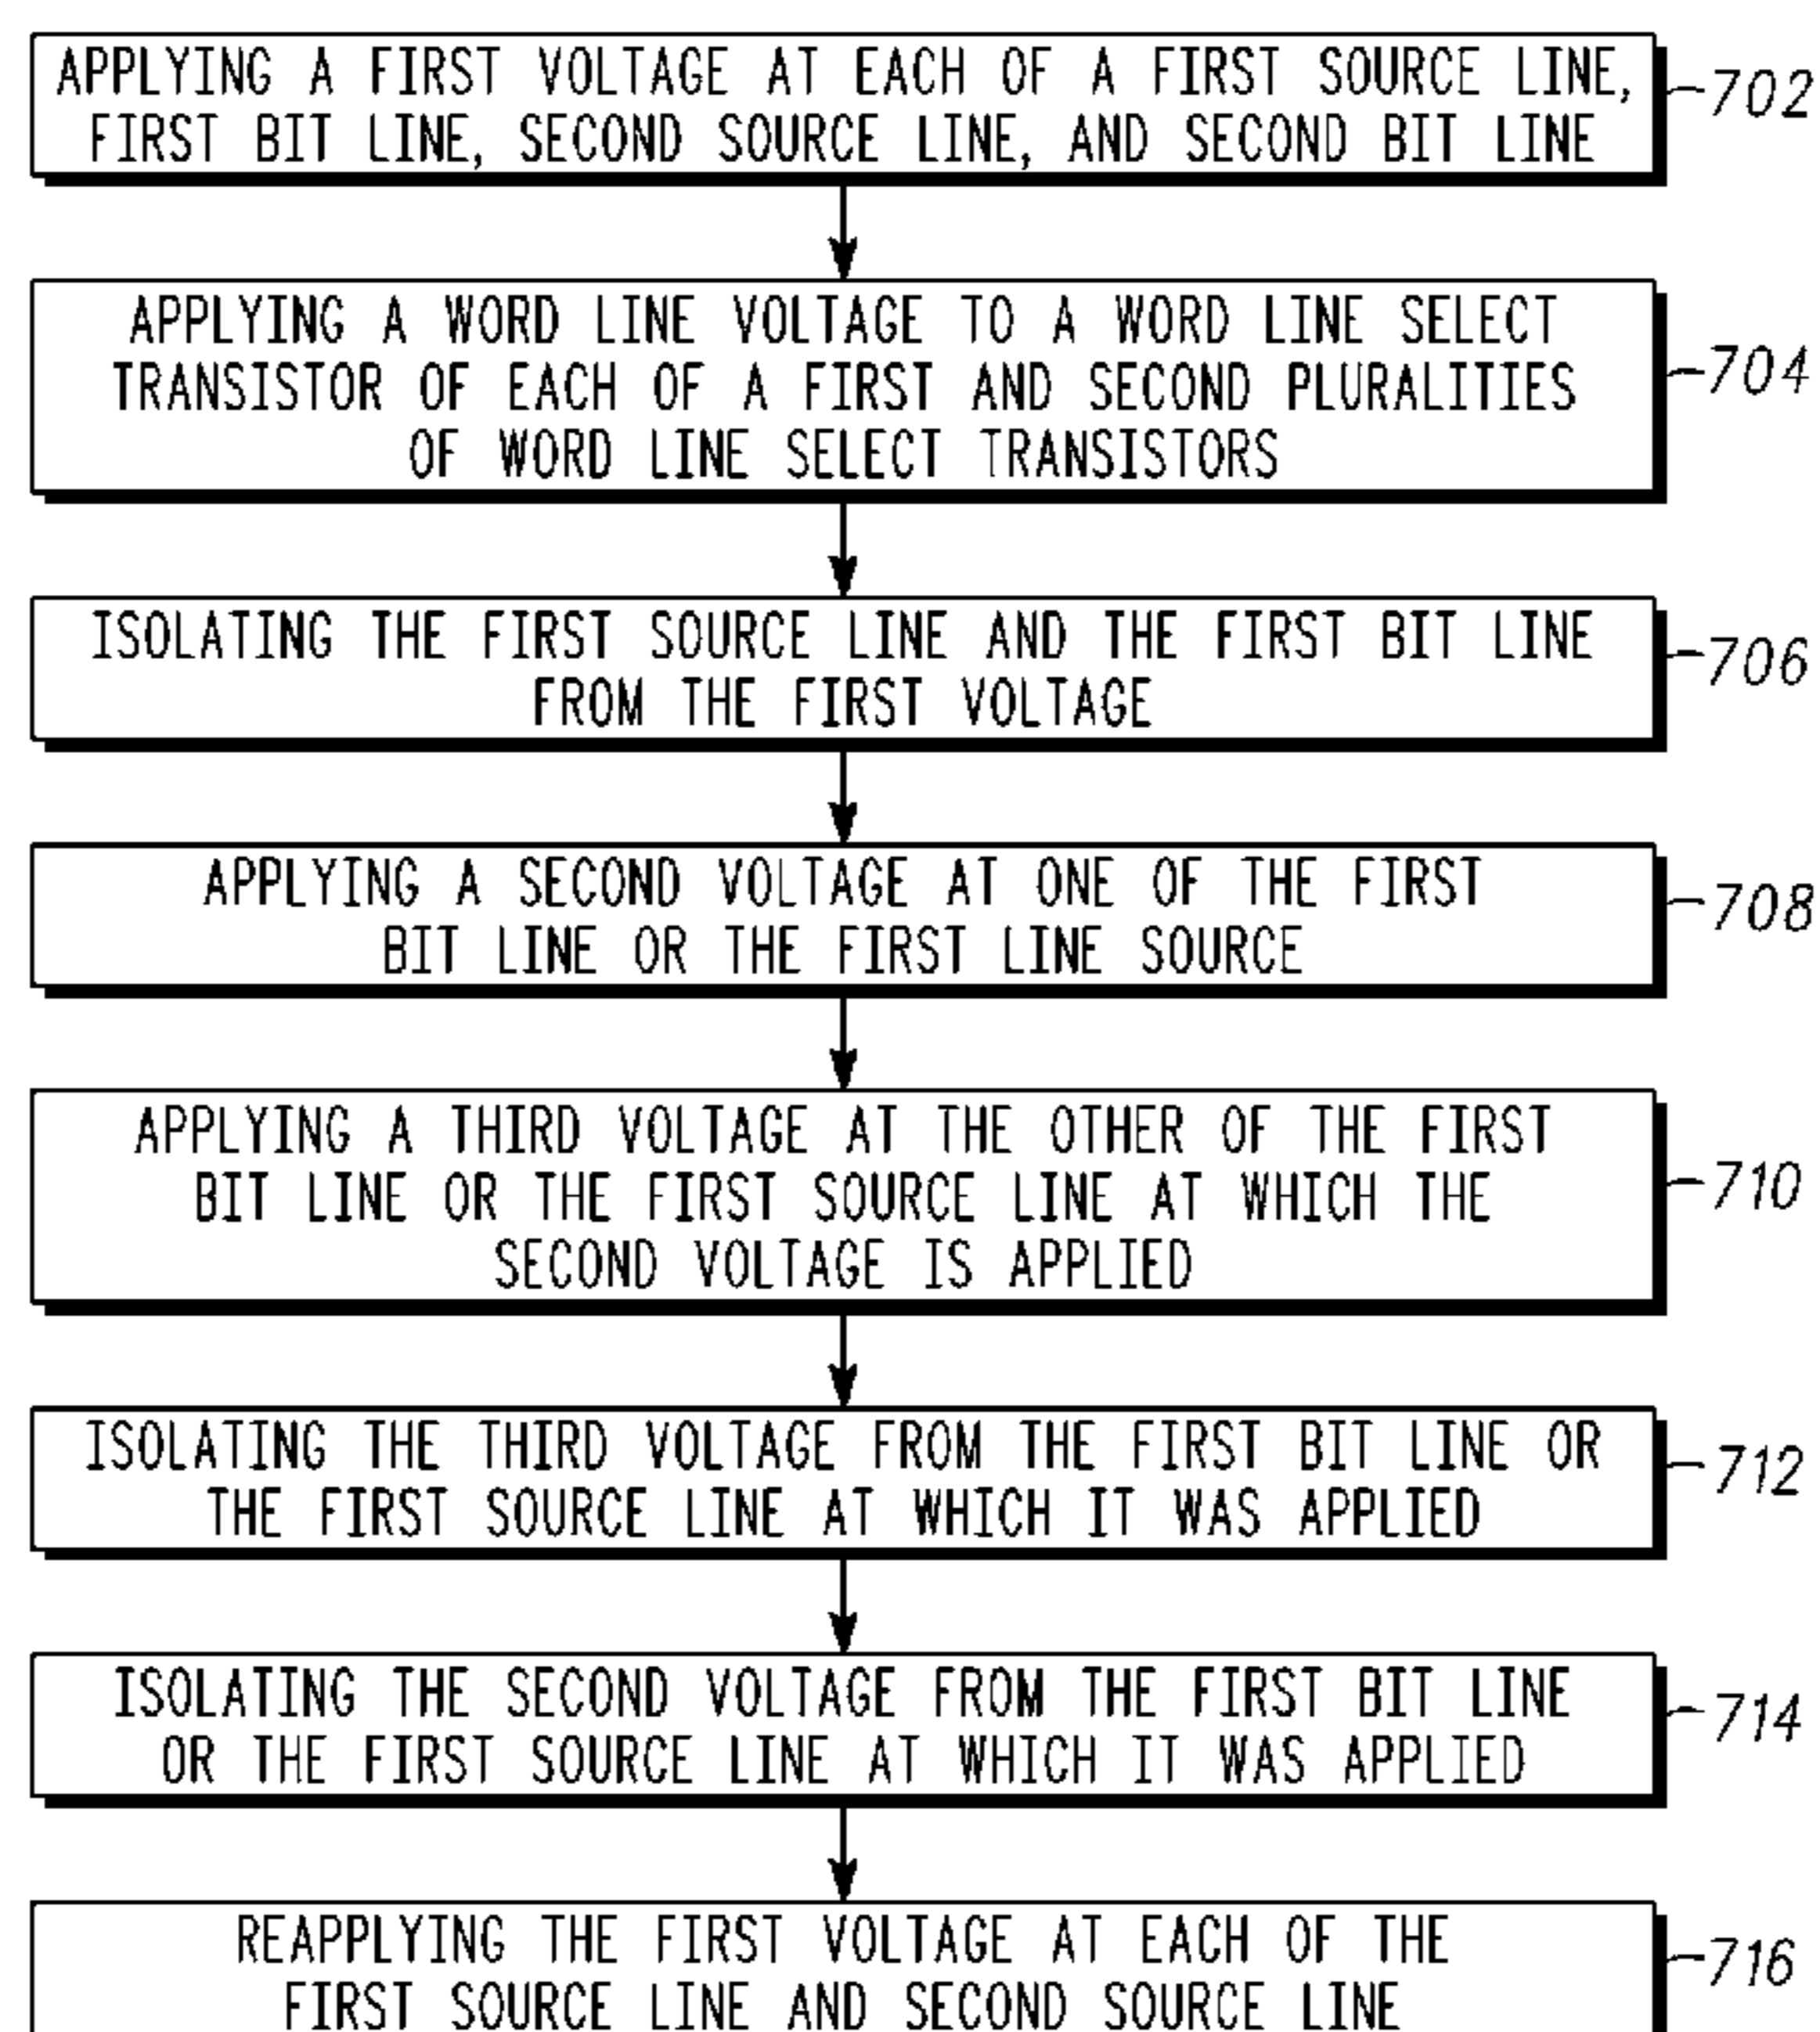 APPLYING A FIRST VOLTAGE AT EACH OF A FIRST SOURCE LINE,
FIRST BIT LINE, SECOND SOURCE LINE, AND SECOND BIT LINE
702
APPLYING A WORD LINE VOLTAGE TO A WORD LINE SELECT
TRANSISTOR OF EACH OF A FIRST AND SECOND PLURALITIES
OF WORD LINE SELECT TRANSISTORS
704
ISOLATING THE FIRST SOURCE LINE AND THE FIRST BIT LINE
FROM THE FIRST VOLTAGE
706
APPLYING A SECOND VOLTAGE AT ONE OF THE FIRST
BIT LINE OR THE FIRST LINE SOURCE
708
APPLYING A THIRD VOLTAGE AT THE OTHER OF THE FIRST
BIT LINE OR THE FIRST SOURCE LINE AT WHICH THE
SECOND VOLTAGE IS APPLIED
710
ISOLATING THE THIRD VOLTAGE FROM THE FIRST BIT LINE OR
THE FIRST SOURCE LINE AT WHICH IT WAS APPLIED
712
ISOLATING THE SECOND VOLTAGE FROM THE FIRST BIT LINE
OR THE FIRST SOURCE LINE AT WHICH IT WAS APPLIED
714
REAPPLYING THE FIRST VOLTAGE AT EACH OF THE
FIRST SOURCE LINE AND SECOND SOURCE LINE
716